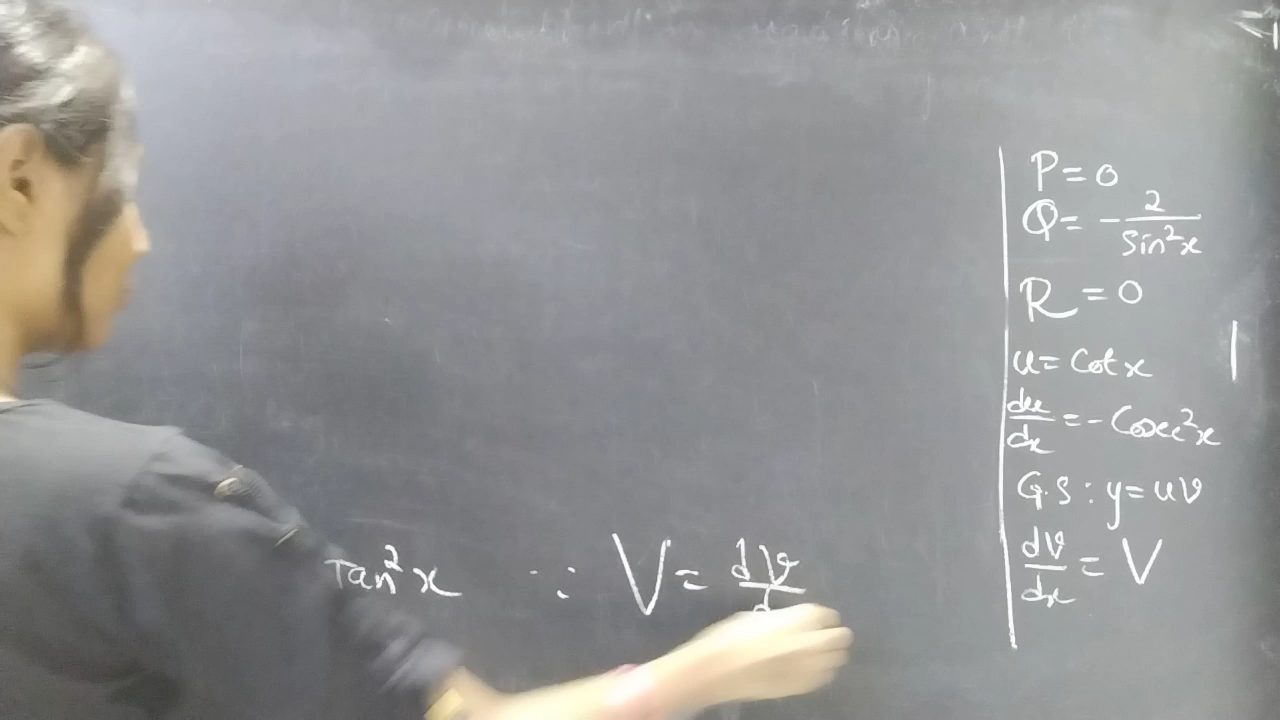 Tan²x ∵ V = dv/d
P = 0
Q = - 2/Sin²x
R = 0
u = Cot x
du/dx = - Cosec²x
G.S : y = uv
dv/dx = V